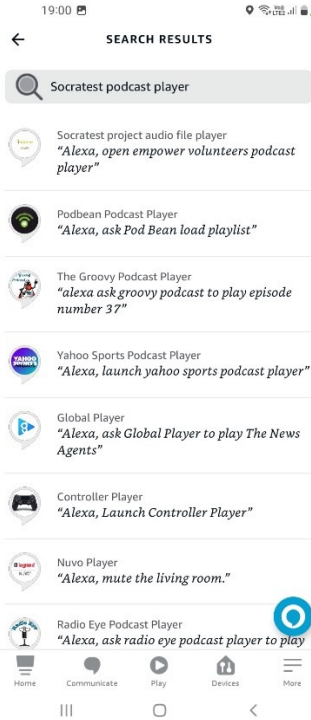 19:00
SEARCH RESULTS
Socratest podcast player
Socratest project audio file player
“Alexa, open empower volunteers podcast
player”
Podbean Podcast Player
“Alexa, ask Pod Bean load playlist”
The Groovy Podcast Player
“alexa ask groovy podcast to play episode
number 37”
Yahoo Sports Podcast Player
“Alexa, launch yahoo sports podcast player”
YAHOO!
Global Player
“Alexa, ask Global Player to play The News
Agents”
Controller Player
“Alexa, Launch Controller Player”
Nuvo Player
“Alexa, mute the living room.”
legrand
Radio Eye Podcast Player
“Alexa, ask radio eye podcast player to play
Radio Eye
Home
Communicate
Play
Devices
More